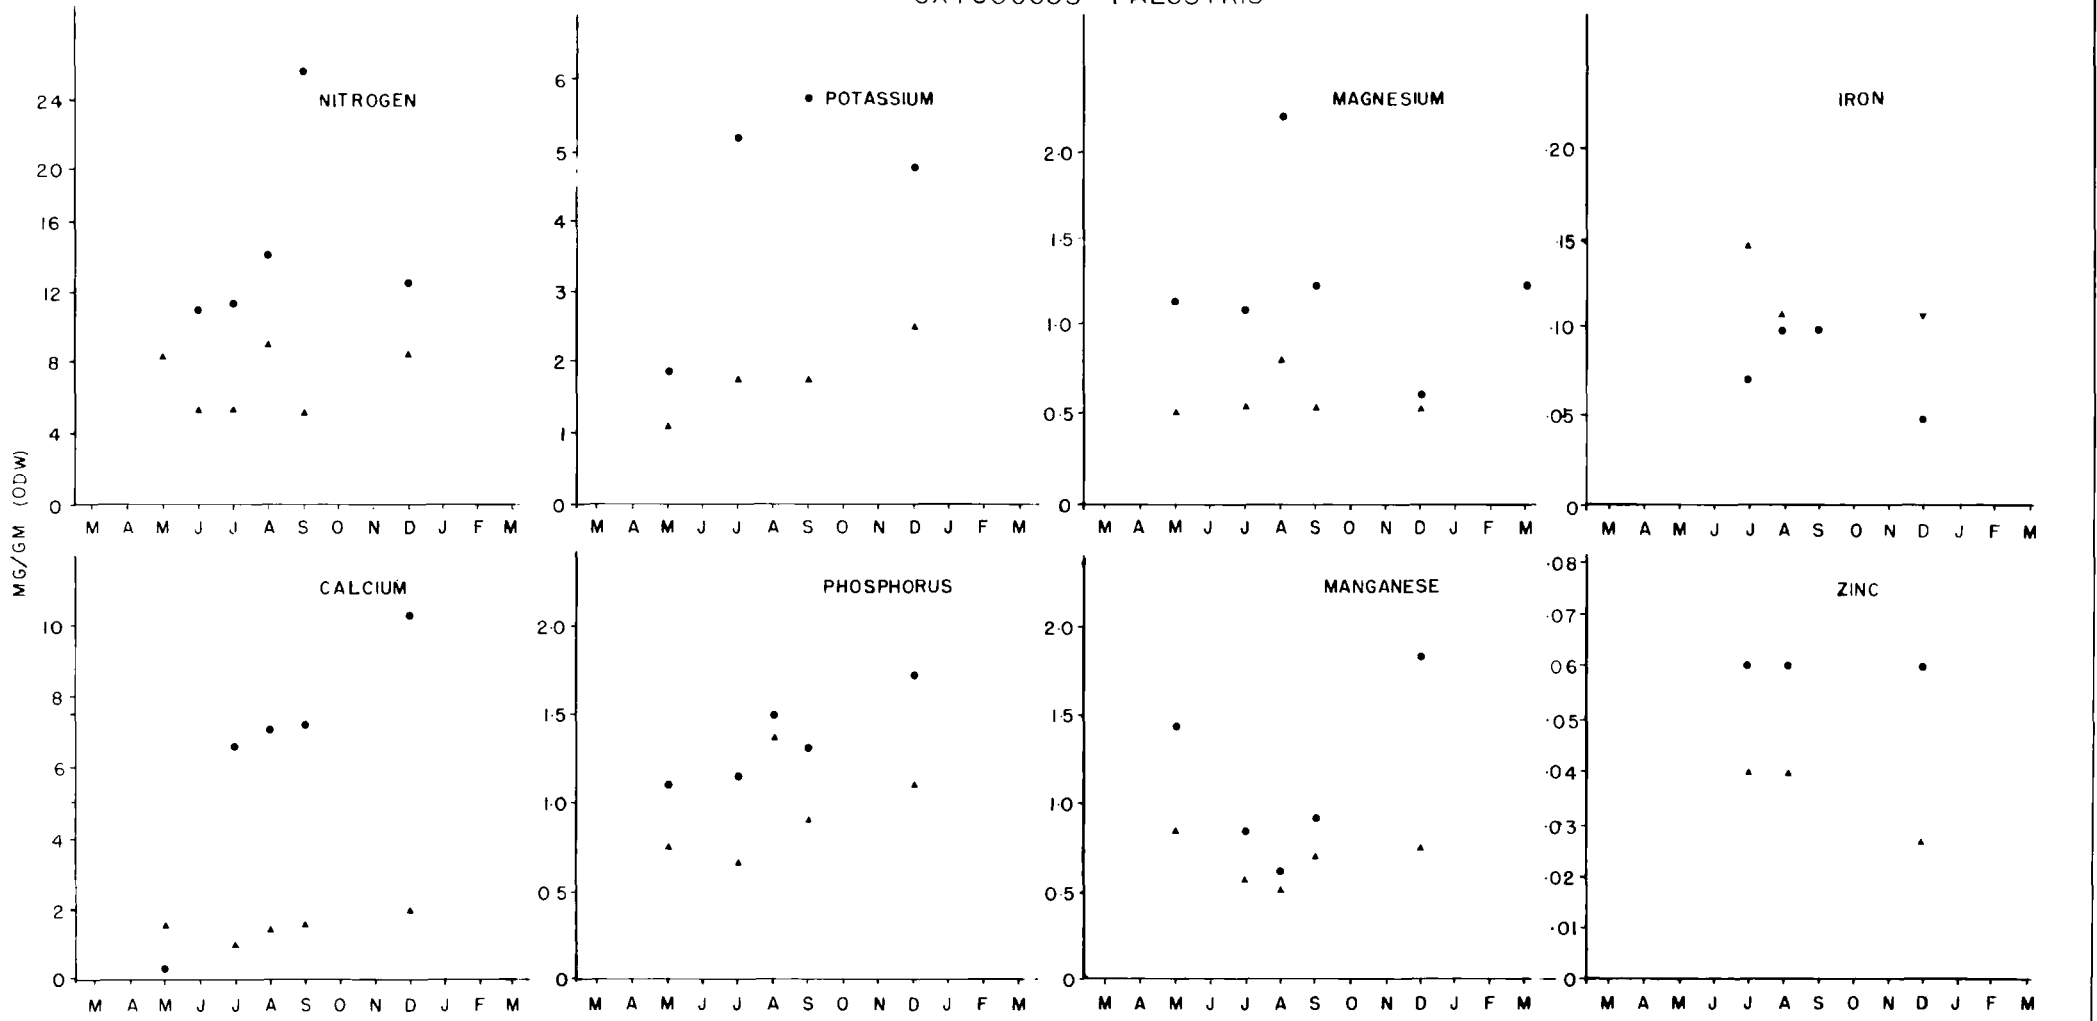 NITROGEN
24
20
16
12
8
4
0
M A M J J A S O N D J F M
POTASSIUM
6
5
4
3
2
1
0
M A M J J A S O N D J F M
MAGNESIUM
2·0
1·5
1·0
0·5
0
M A M J J A S O N D J F M
IRON
·20
·15
·10
·05
0
M A M J J A S O N D J F M
MG/GM (ODW)
CALCIUM
10
8
6
4
2
0
M A M J J A S O N D J F M
PHOSPHORUS
2·0
1·5
1·0
0 5
0
M A M J J A S O N D J F M
MANGANESE
2·0
1·5
1·0
0·5
0
M A M J J A S O N D J F M
ZINC
·08
·07
06
·05
·04
·03
·02
·01
0
M A M J J A S O N D J F M